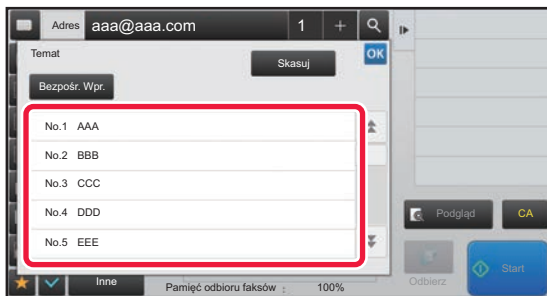 Adres aaa@aaa.com 1 +
Temat
Skasuj
OK
Bezpośr. Wpr.
No.1 AAA
No.2 BBB
No.3 CCC
No.4 DDD
No.5 EEE
Podgląd CA
Odbierz Start
Inne Pamięć odbioru faksów : 100%